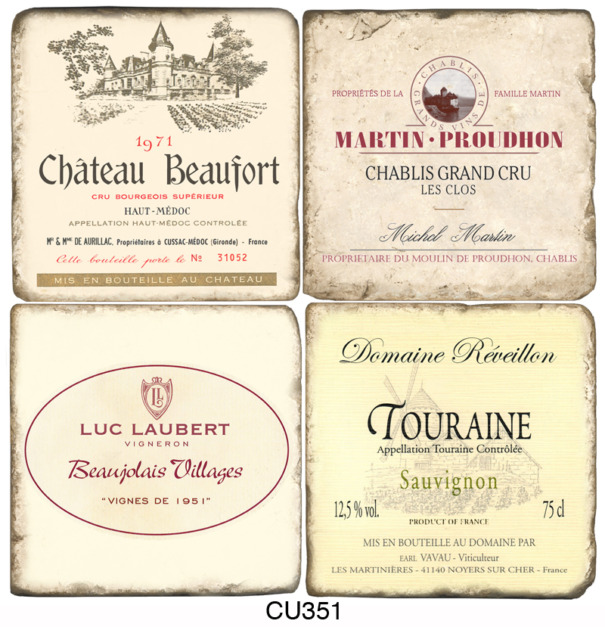 1971
Château Beaufort
CRU BOURGEOIS SUPÉRIEUR
HAUT-MÉDOC
APPELLATION HAUT-MÉDOC CONTROLÉE
Mr & Mme DE AURILLAC, Propriétaires à CUSSAC-MÉDOC (Gironde) - France
Cette bouteille porte le No 31052
MIS EN BOUTEILLE AU CHATEAU
CHABLIS
PROPRIÉTÉS DE LA FAMILLE MARTIN
GRANDS VINS DE
MARTIN·PROUDHON
CHABLIS GRAND CRU
LES CLOS
Michel Martin
PROPRIETAIRE DU MOULIN DE PROUDHON, CHABLIS
LL
LUC LAUBERT
VIGNERON
Beaujolais Villages
"VIGNES DE 1951"
Domaine Réveillon
TOURAINE
Appellation Touraine Contrôlée
Sauvignon
12,5 % vol. 75 cl
PRODUCT OF FRANCE
MIS EN BOUTEILLE AU DOMAINE PAR
EARL VAVAU - Viticulteur
LES MARTINIÈRES - 41140 NOYERS SUR CHER - France
CU351